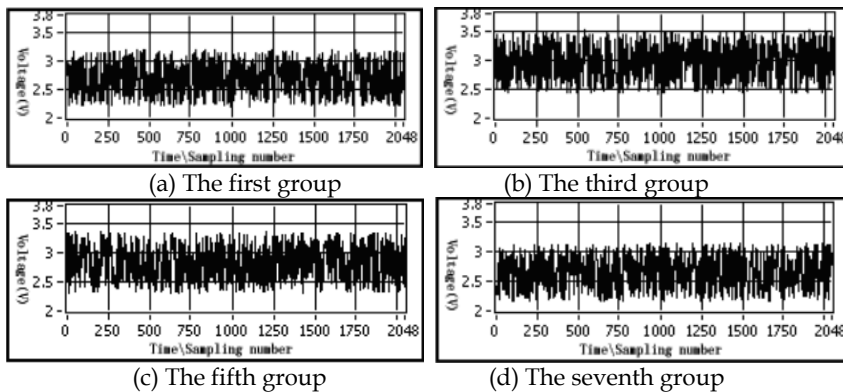 3.8
3.5
3
2.5
2
Voltage(V)
0 250 500 750 1000 1250 1500 1750 2048
Time\Sampling number
(a) The first group
3.8
3.5
3
2.5
2
Voltage(V)
0 250 500 750 1000 1250 1500 1750 2048
Time\Sampling number
(b) The third group
3.8
3.5
3
2.5
2
Voltage(V)
0 250 500 750 1000 1250 1500 1750 2048
Time\Sampling number
(c) The fifth group
3.8
3.5
3
2.5
2
Voltage(V)
0 250 500 750 1000 1250 1500 1750 2048
Time\Sampling number
(d) The seventh group